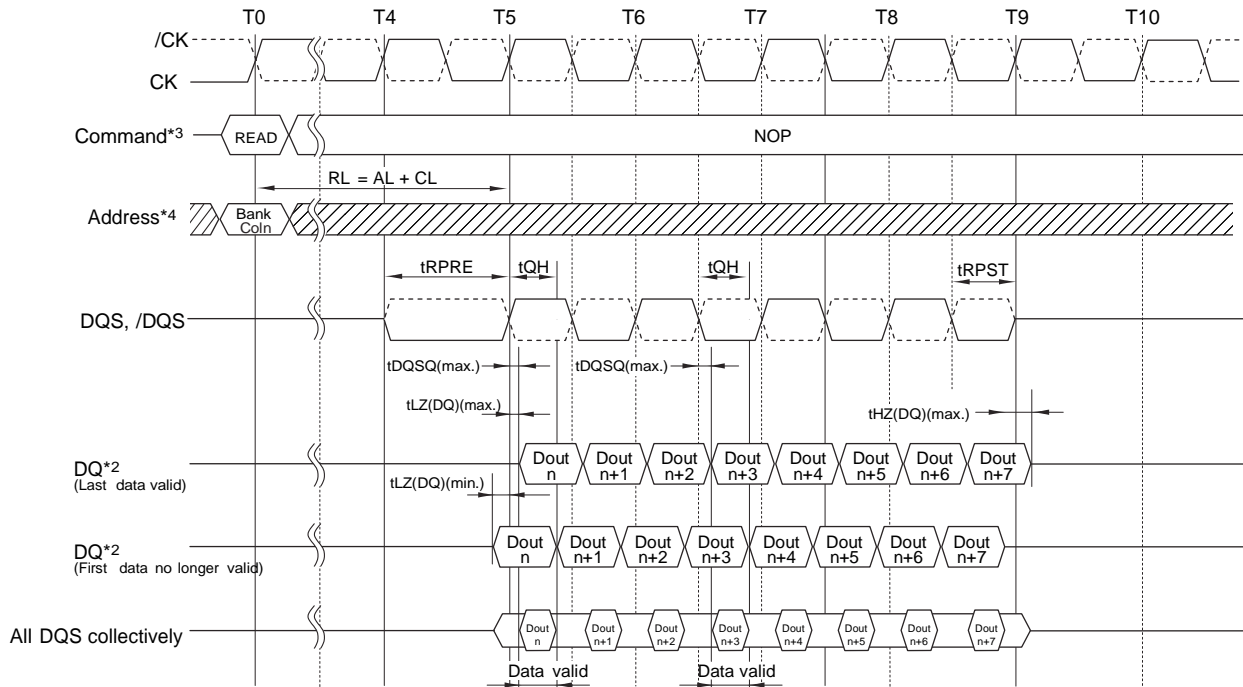 T0 T4 T5 T6 T7 T8 T9 T10
/CK
CK
Command*3 READ NOP
RL = AL + CL
Address*4 Bank
Coln
tRPRE tQH tQH tRPST
DQS, /DQS
tDQSQ(max.) tDQSQ(max.)
tLZ(DQ)(max.) tHZ(DQ)(max.)
DQ*2 Dout Dout Dout Dout Dout Dout Dout Dout
(Last data valid) n n+1 n+2 n+3 n+4 n+5 n+6 n+7
tLZ(DQ)(min.)
DQ*2 Dout Dout Dout Dout Dout Dout Dout Dout
(First data no longer valid) n n+1 n+2 n+3 n+4 n+5 n+6 n+7
All DQS collectively Dout Dout Dout Dout Dout Dout Dout Dout
n n+1 n+2 n+3 n+4 n+5 n+6 n+7
Data valid Data valid